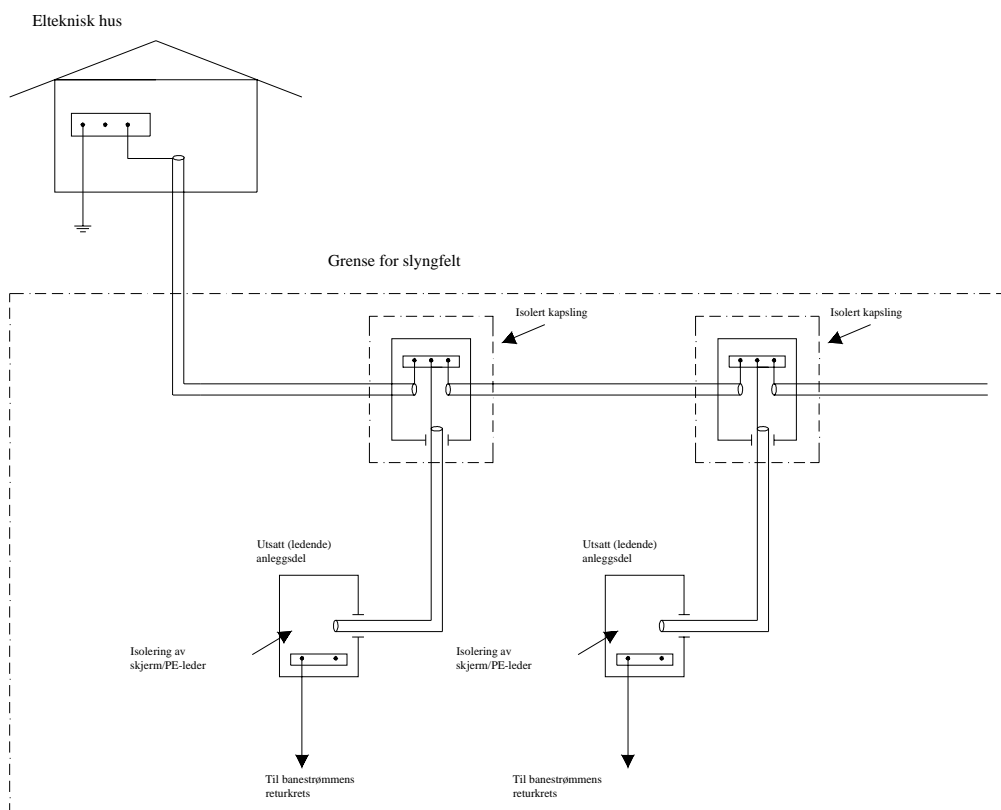 Elteknisk hus
Grense for slyngfelt
Isolert kapsling
Isolert kapsling
Utsatt (ledende)
anleggsdel
Utsatt (ledende)
anleggsdel
Isolering av
skjerm/PE-leder
Isolering av
skjerm/PE-leder
Til banestrømmens
returkrets
Til banestrømmens
returkrets